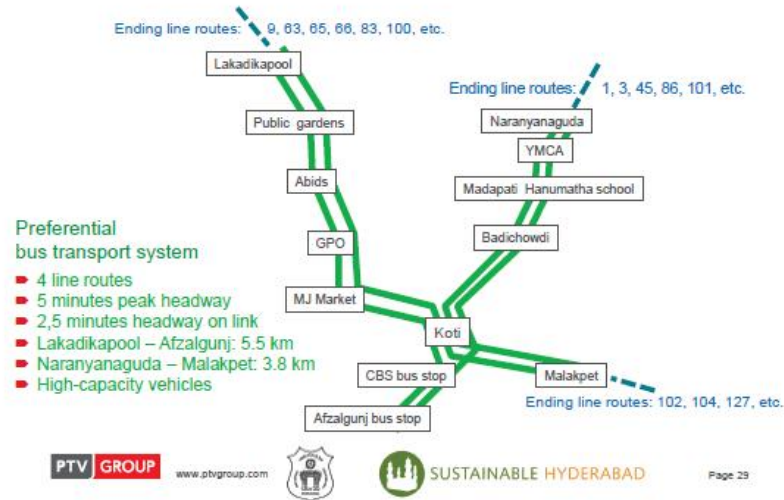 Ending line routes: 9, 63, 65, 66, 83, 100, etc.
Lakadikapool
Ending line routes: 1, 3, 45, 86, 101, etc.
Public gardens
Naranyanaguda
YMCA
Abids
Madapati Hanumatha school
GPO
Badichowdi
Preferential
bus transport system
4 line routes
5 minutes peak headway
2,5 minutes headway on link
Lakadikapool – Afzalgunj: 5.5 km
Naranyanaguda – Malakpet: 3.8 km
High-capacity vehicles
MJ Market
Koti
CBS bus stop
Malakpet
Afzalgunj bus stop
Ending line routes: 102, 104, 127, etc.
PTV GROUP
www.ptvgroup.com
SUSTAINABLE HYDERABAD
Page 29